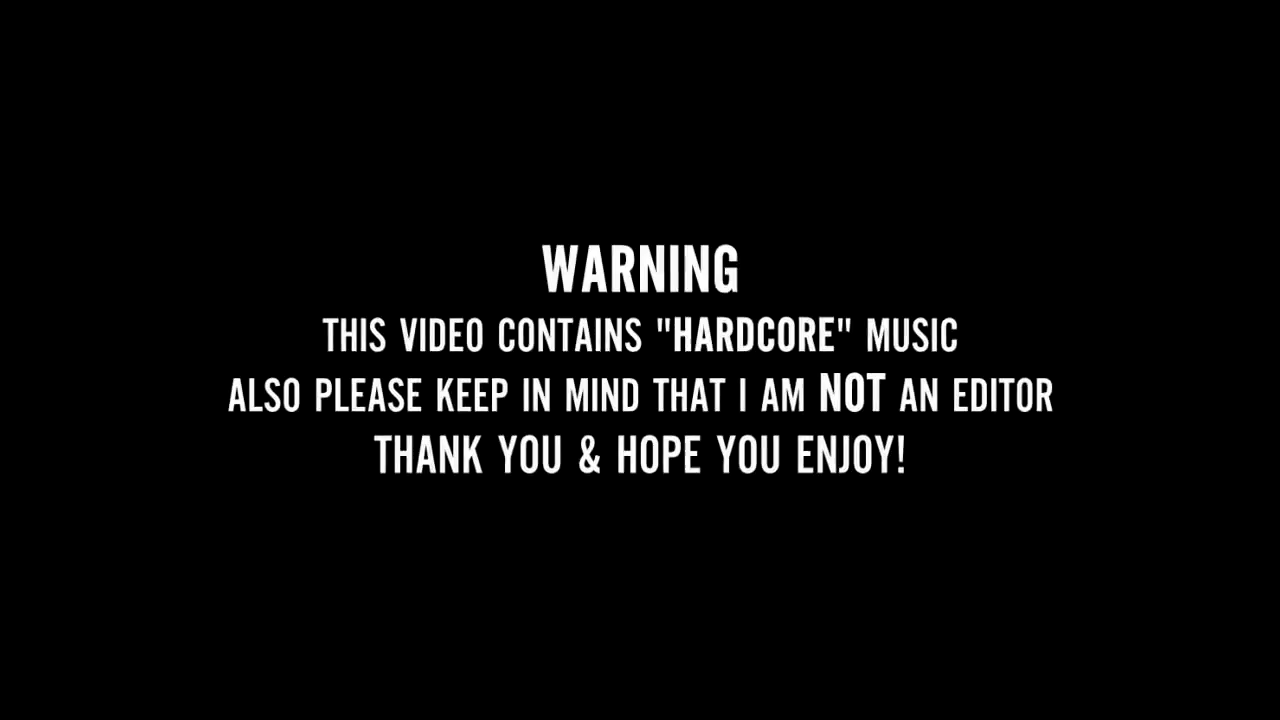 WARNING
THIS VIDEO CONTAINS "HARDCORE" MUSIC
ALSO PLEASE KEEP IN MIND THAT I AM NOT AN EDITOR
THANK YOU & HOPE YOU ENJOY!